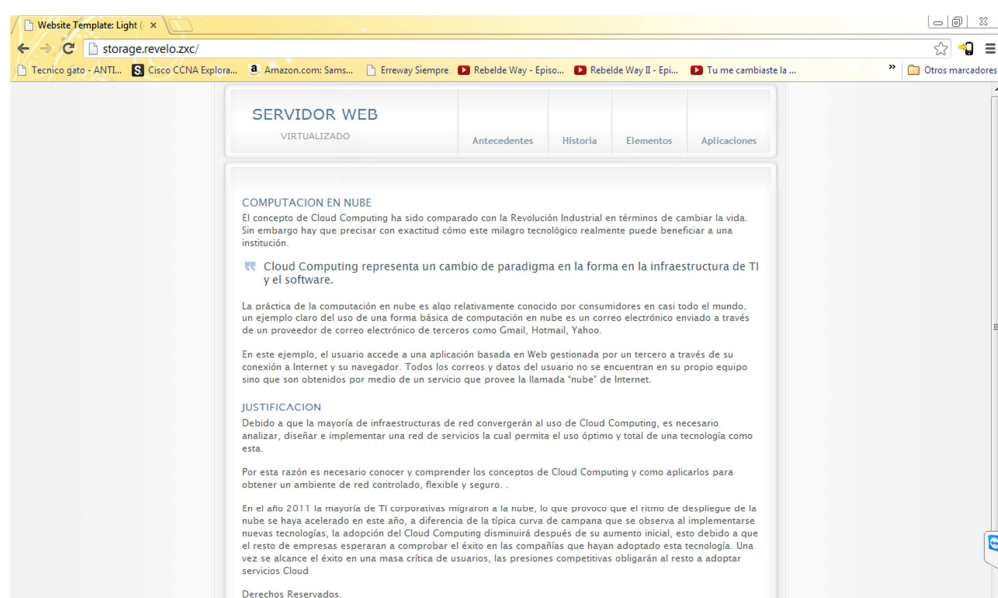 Website Template: Light (
storage.revelo.zxc/
Tecnico gato - ANTI... Cisco CCNA Explora... Amazon.com: Sams... Erreway Siempre Rebelde Way - Episo... Rebelde Way II - Epi... Tu me cambiaste la ... » Otros marcadores
SERVIDOR WEB
VIRTUALIZADO
Antecedentes Historia Elementos Aplicaciones
COMPUTACION EN NUBE
El concepto de Cloud Computing ha sido comparado con la Revolución Industrial en términos de cambiar la vida.
Sin embargo hay que precisar con exactitud cómo este milagro tecnológico realmente puede beneficiar a una
institución.
Cloud Computing representa un cambio de paradigma en la forma en la infraestructura de TI
y el software.
La práctica de la computación en nube es algo relativamente conocido por consumidores en casi todo el mundo,
un ejemplo claro del uso de una forma básica de computación en nube es un correo electrónico enviado a través
de un proveedor de correo electrónico de terceros como Gmail, Hotmail, Yahoo.
En este ejemplo, el usuario accede a una aplicación basada en Web gestionada por un tercero a través de su
conexión a Internet y su navegador. Todos los correos y datos del usuario no se encuentran en su propio equipo
sino que son obtenidos por medio de un servicio que provee la llamada “nube” de Internet.
JUSTIFICACION
Debido a que la mayoría de infraestructuras de red convergerán al uso de Cloud Computing, es necesario
analizar, diseñar e implementar una red de servicios la cual permita el uso óptimo y total de una tecnología como
esta.
Por esta razón es necesario conocer y comprender los conceptos de Cloud Computing y como aplicarlos para
obtener un ambiente de red controlado, flexible y seguro. .
En el año 2011 la mayoría de TI corporativas migraron a la nube, lo que provoco que el ritmo de despliegue de la
nube se haya acelerado en este año, a diferencia de la típica curva de campana que se observa al implementarse
nuevas tecnologías, la adopción del Cloud Computing disminuirá después de su aumento inicial, esto debido a que
el resto de empresas esperaran a comprobar el éxito en las compañías que hayan adoptado esta tecnología. Una
vez se alcance el éxito en una masa crítica de usuarios, las presiones competitivas obligarán al resto a adoptar
servicios Cloud
Derechos Reservados.